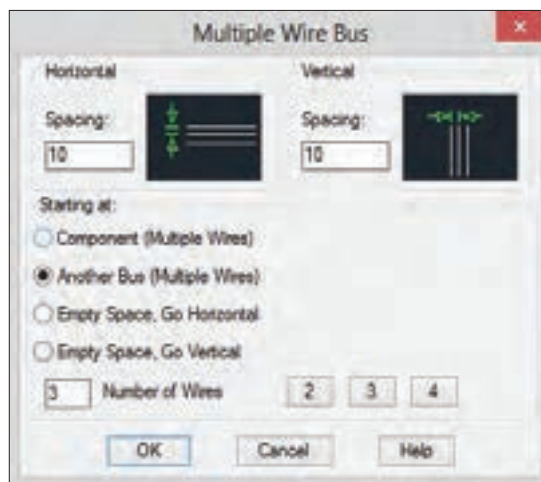 Multiple Wire Bus
Horizontal
Vertical
Spacing:
Spacing:
10
10
Starting at:
Component (Multiple Wires)
Another Bus (Multiple Wires)
Empty Space, Go Horizontal
Empty Space, Go Vertical
3 Number of Wires 2 3 4
OK Cancel Help